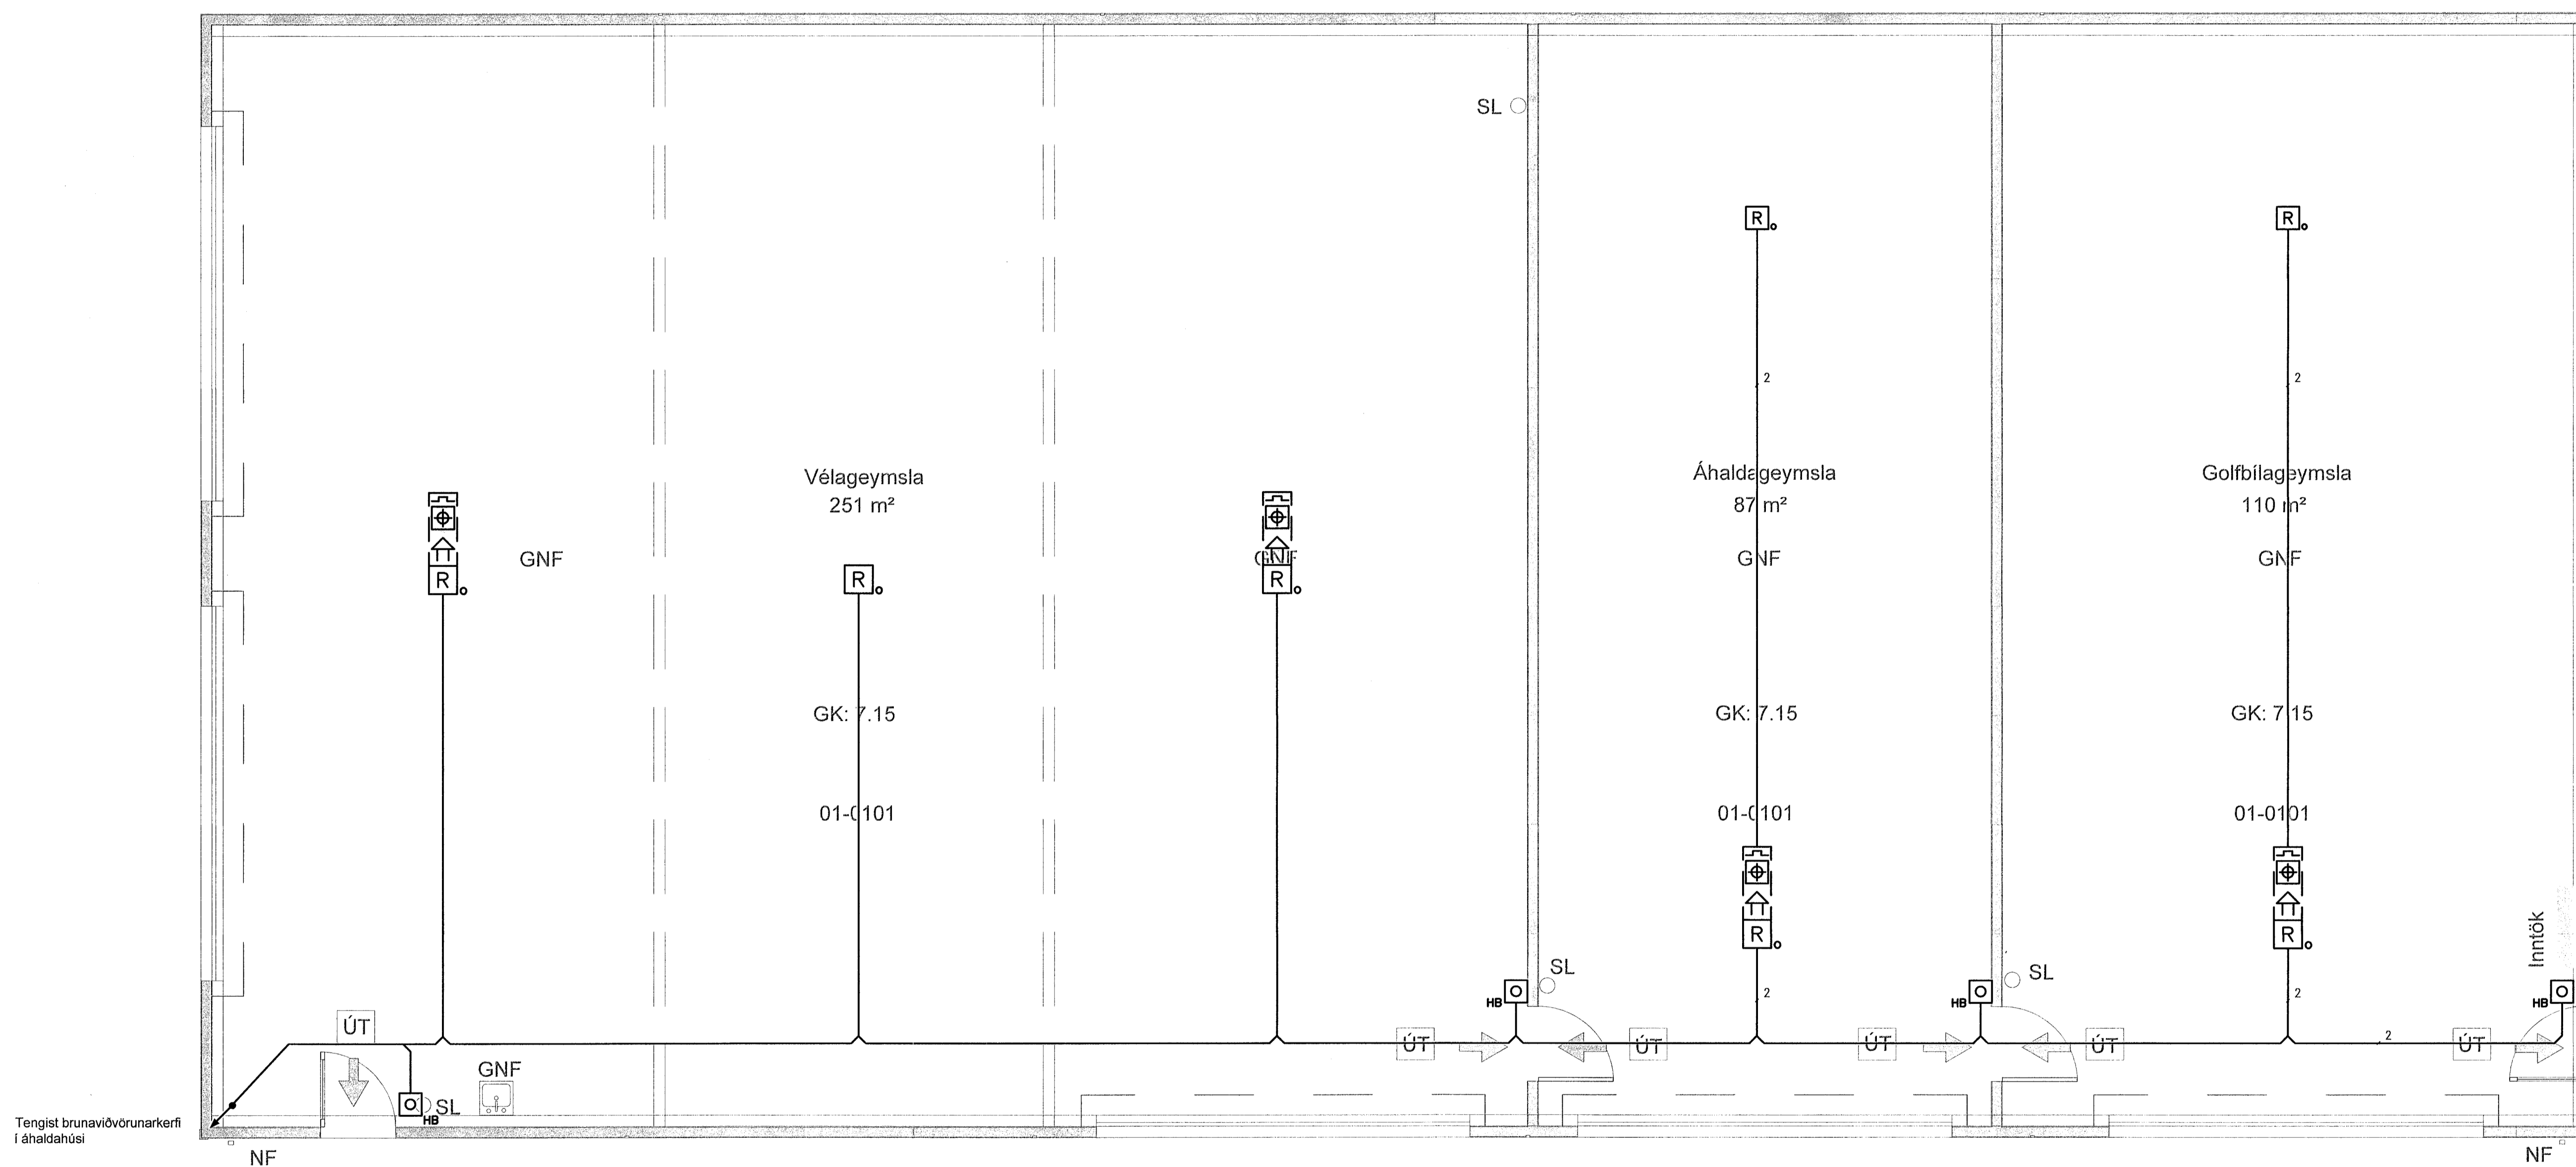 SL
R
R
2
2
Vélageymsla
251 m²
Áhaldageymsla
87 m²
Golfbílageymsla
110 m²
GNF
GNF
GNF
GNF
R
R
R
GK: 7.15
GK: 7.15
GK: 7.15
01-0101
01-0101
01-0101
R
R
Inntök
SL
SL
HB
HB
HB
2
2
2
ÚT
ÚT
ÚT
ÚT
ÚT
ÚT
GNF
SL
HB
Tengist brunaviðvörunarkerfi
í áhaldahúsi
NF
NF